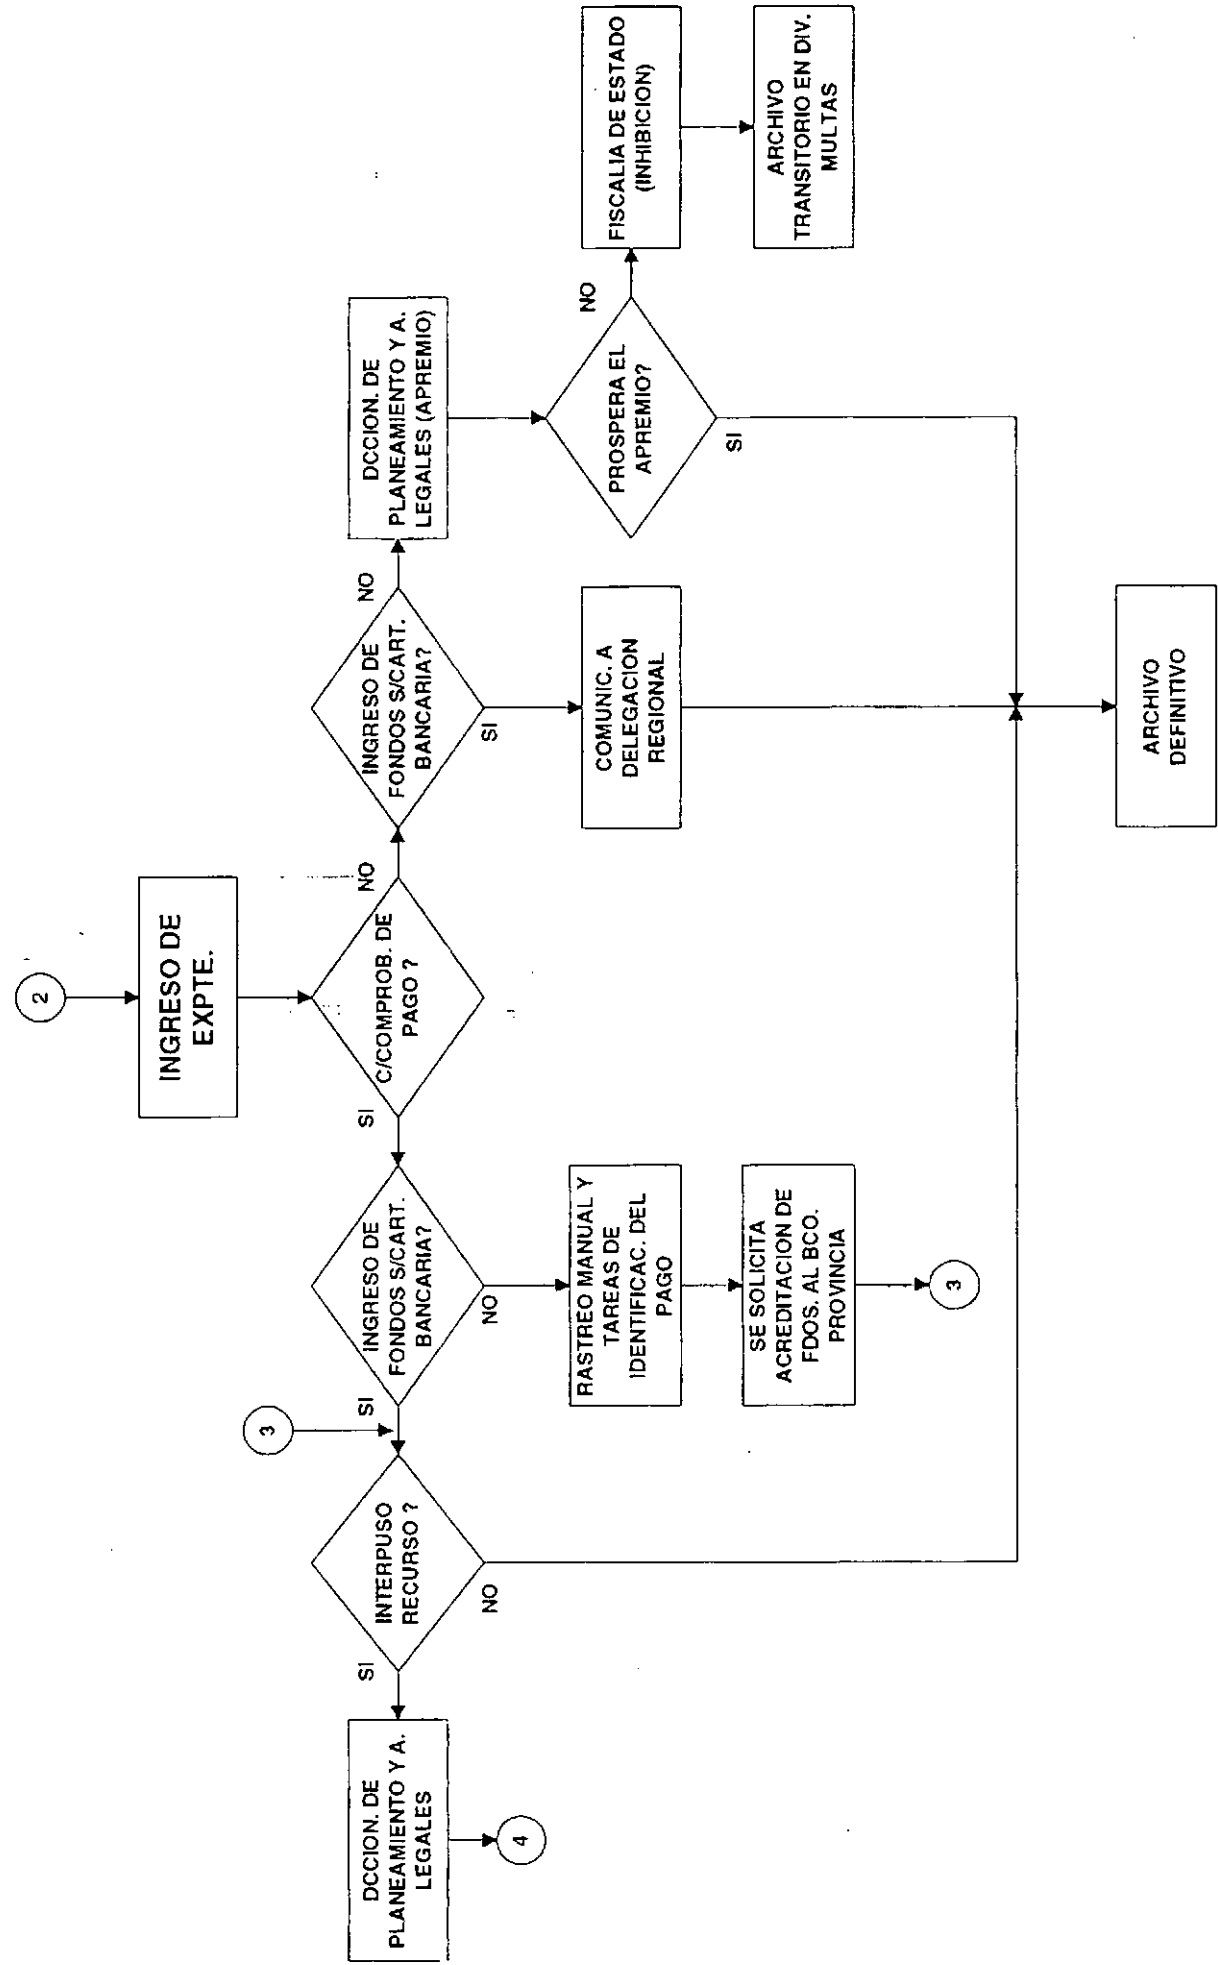 2
INGRESO DE
EXPTE.
C/COMPROB. DE
PAGO ?
SI
NO
INGRESO DE
FONDOS S/CART.
BANCARIA?
SI
NO
3
INTERPUSO
RECURSO ?
SI
NO
DCCION. DE
PLANEAMIENTO Y A.
LEGALES
4
RASTREO MANUAL Y
TAREAS DE
IDENTIFICAC. DEL
PAGO
SE SOLICITA
ACREDITACION DE
FDOS. AL BCO.
PROVINCIA
3
INGRESO DE
FONDOS S/CART.
BANCARIA?
NO
SI
COMUNIC. A
DELEGACION
REGIONAL
DCCION. DE
PLANEAMIENTO Y A.
LEGALES (APREMIO)
PROSPERA EL
APREMIO?
NO
SI
FISCALIA DE ESTADO
(INHIBICION)
ARCHIVO
TRANSITORIO EN DIV.
MULTAS
ARCHIVO
DEFINITIVO